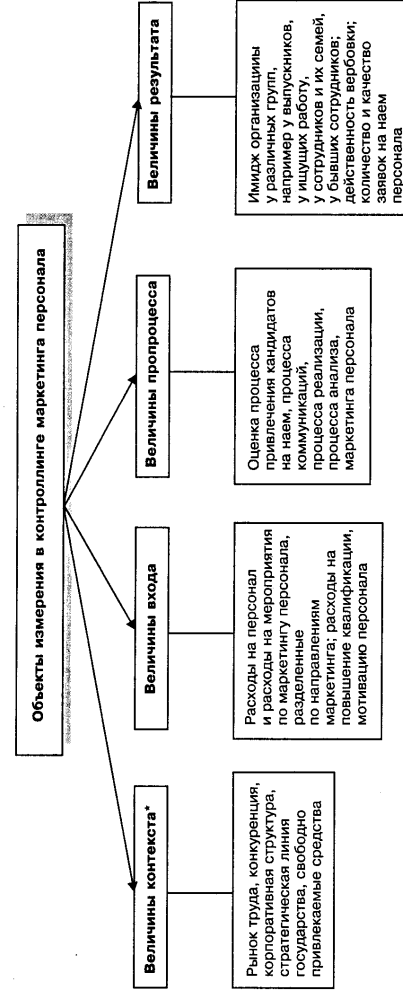 Объекты измерения в контроллинге маркетинга персонала
Величины контекста*
Рынок труда, конкуренция,
корпоративная структура,
стратегическая линия
государства, свободно
привлекаемые средства
Величины входа
Расходы на персонал
и расходы на мероприятия
по маркетингу персонала,
разделенные
по направлениям
маркетинга; расходы на
повышение квалификации,
мотивацию персонала
Величины пропроцесса
Оценка процесса
привлечения кандидатов
на наем, процесса
коммуникаций,
процесса реализации,
процесса анализа,
маркетинга персонала
Величины результата
Имидж организациы
у различных групп,
например у выпускников,
у ищущих работу,
у сотрудников и их семей,
у бывших сотрудников;
действенность вербовки;
количество и качество
заявок на наем
персонала